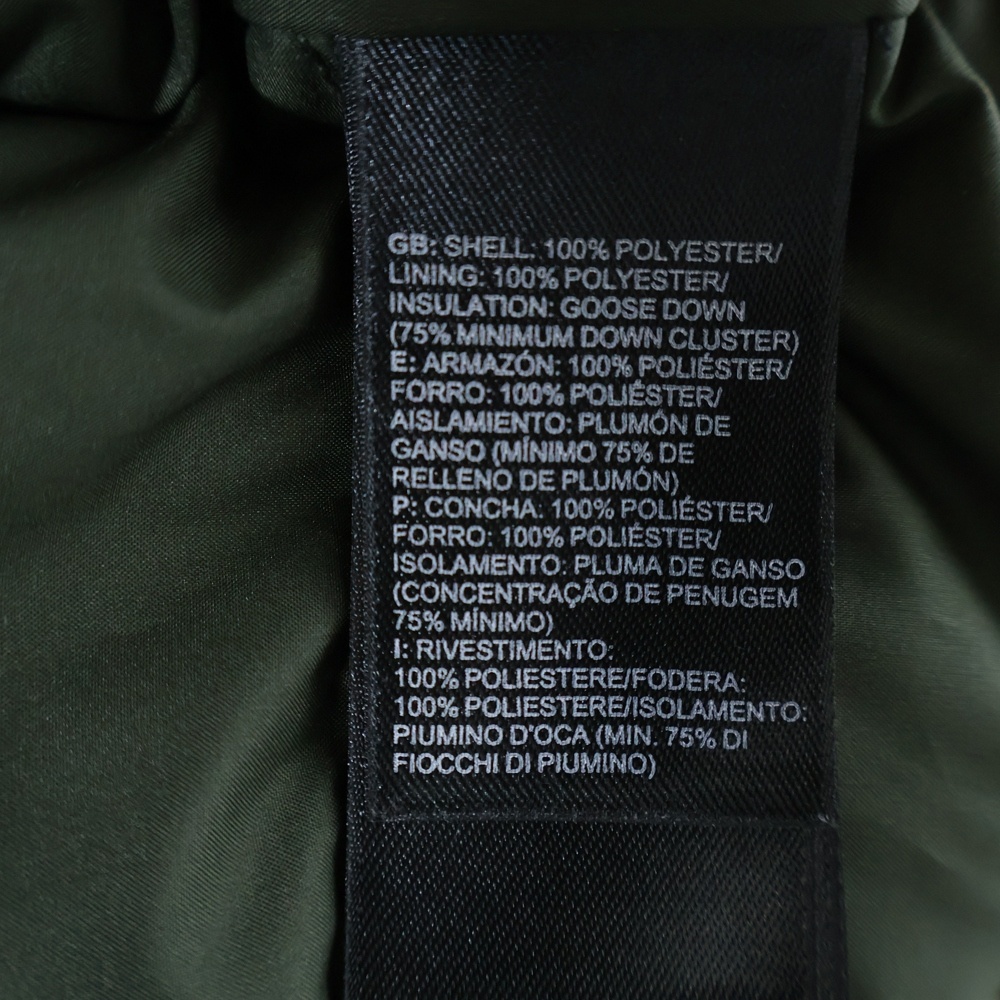 GB: SHELL: 100% POLYESTER/
LINING: 100% POLYESTER/
INSULATION: GOOSE DOWN
(75% MINIMUM DOWN CLUSTER)
E: ARMAZÓN: 100% POLIÉSTER/
FORRO: 100% POLIÉSTER/
AISLAMIENTO: PLUMÓN DE
GANSO (MÍNIMO 75% DE
RELLENO DE PLUMÓN)
P: CONCHA: 100% POLIÉSTER/
FORRO: 100% POLIÉSTER/
ISOLAMENTO: PLUMA DE GANSO
(CONCENTRAÇÃO DE PENUGEM
75% MÍNIMO)
I: RIVESTIMENTO:
100% POLIESTERE/FODERA:
100% POLIESTERE/ISOLAMENTO:
PIUMINO D'OCA (MIN. 75% DI
FIOCCHI DI PIUMINO)